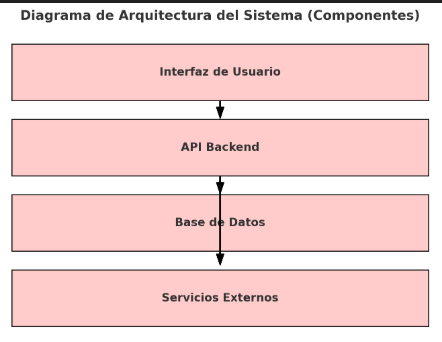 Diagrama de Arquitectura del Sistema (Componentes)
Interfaz de Usuario
API Backend
Base de Datos
Servicios Externos